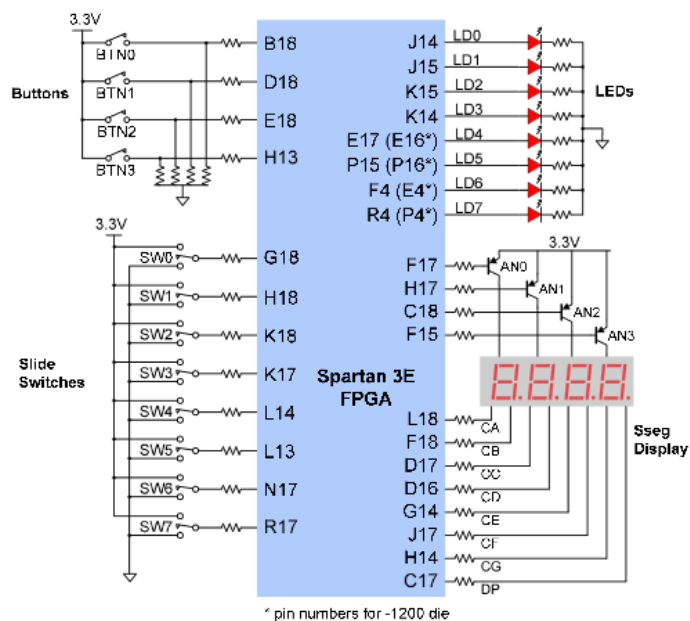 3.3V
BTN0
BTN1
BTN2
BTN3
Buttons
B18
D18
E18
H13
J14 LD0
J15 LD1
K15 LD2
K14 LD3
E17 (E16*) LD4
P15 (P16*) LD5
F4 (E4*) LD6
R4 (P4*) LD7
LEDs
3.3V
SW0 G18
SW1 H18
SW2 K18
SW3 K17
SW4 L14
SW5 L13
SW6 N17
SW7 R17
Slide
Switches
Spartan 3E
FPGA
3.3V
F17 AN0
H17 AN1
C18 AN2
F15 AN3
8.8.8.8.
L18 CA
F18 CB
D17 CC
D16 CD
G14 CE
J17 CF
H14 CG
C17 DP
Sseg
Display
* pin numbers for -1200 die